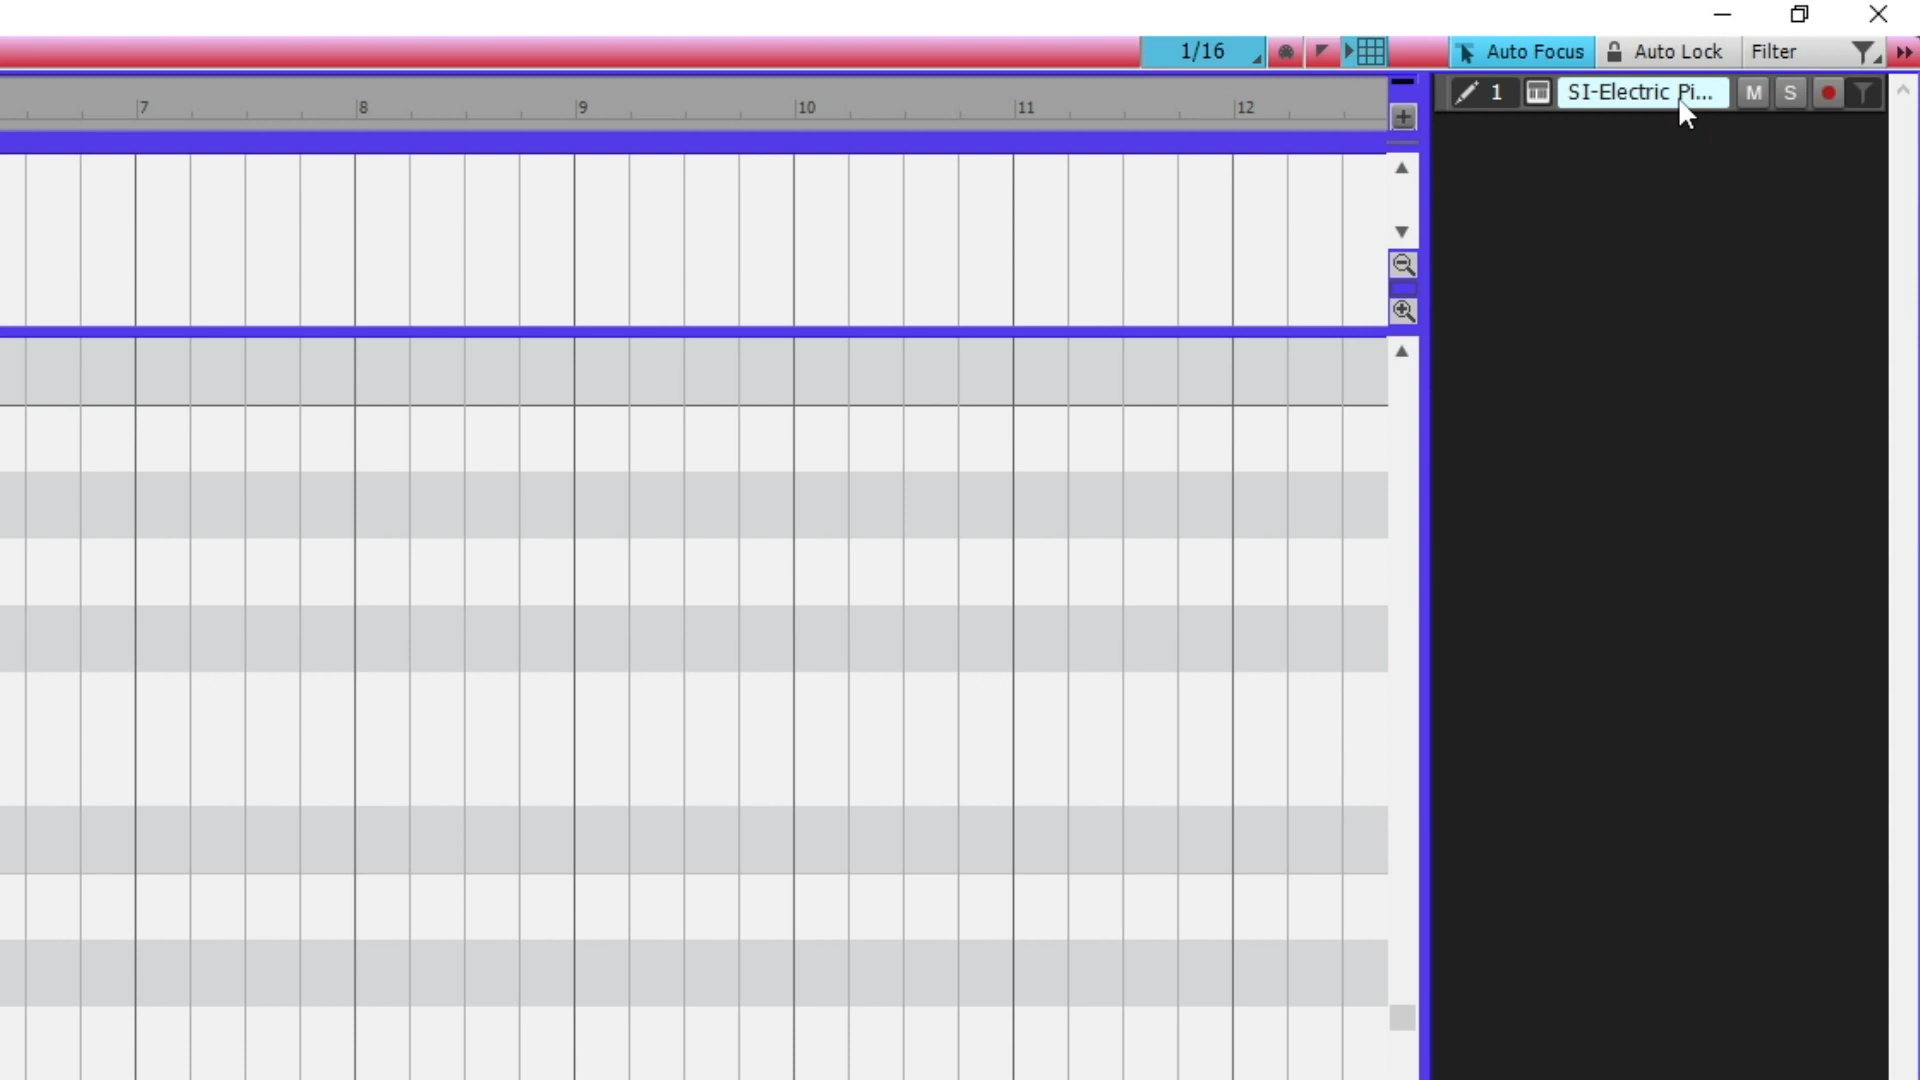 1/16 Auto Focus Auto Lock Filter
7 8 9 10 11 12
1 SI-Electric Pi... M S